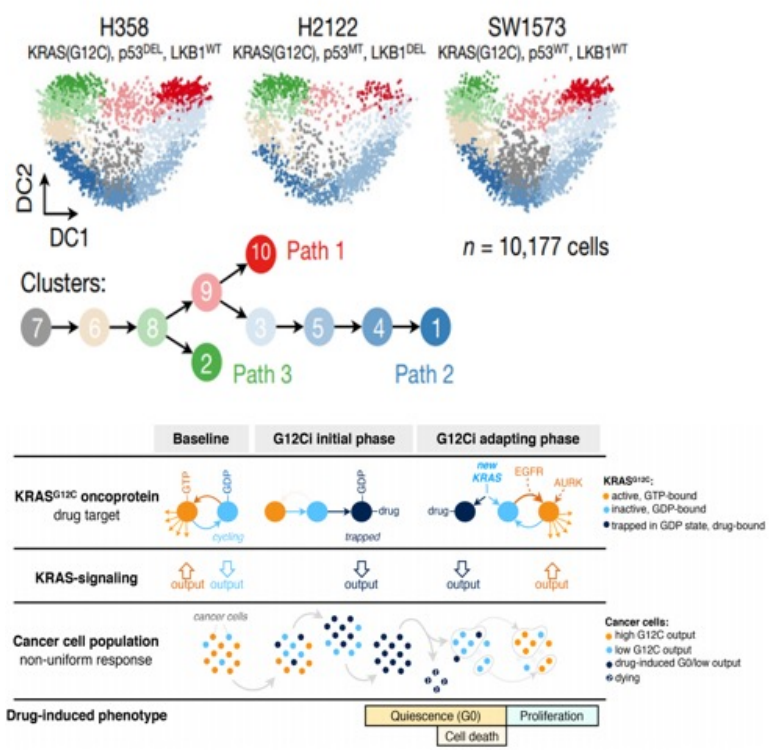 H358 H2122 SW1573
KRAS(G12C), p53DEL, LKB1WT KRAS(G12C), p53MT, LKB1DEL KRAS(G12C), p53WT, LKB1WT
DC2
DC1
n = 10,177 cells
10 Path 1
Clusters:
9
7 6 8 3 5 4 1
2 Path 3
Path 2
Baseline G12Ci initial phase G12Ci adapting phase
KRASG12C oncoprotein
drug target
GTP GDP
cycling
GDP
drug
trapped
drug
new
KRAS
EGFR
AURK
KRASG12C:
active, GTP-bound
inactive, GDP-bound
trapped in GDP state, drug-bound
KRAS-signaling
output output output output output
Cancer cell population
non-uniform response
cancer cells
Cancer cells:
high G12C output
low G12C output
drug-induced G0/low output
dying
Drug-induced phenotype
Quiescence (G0) Proliferation
Cell death